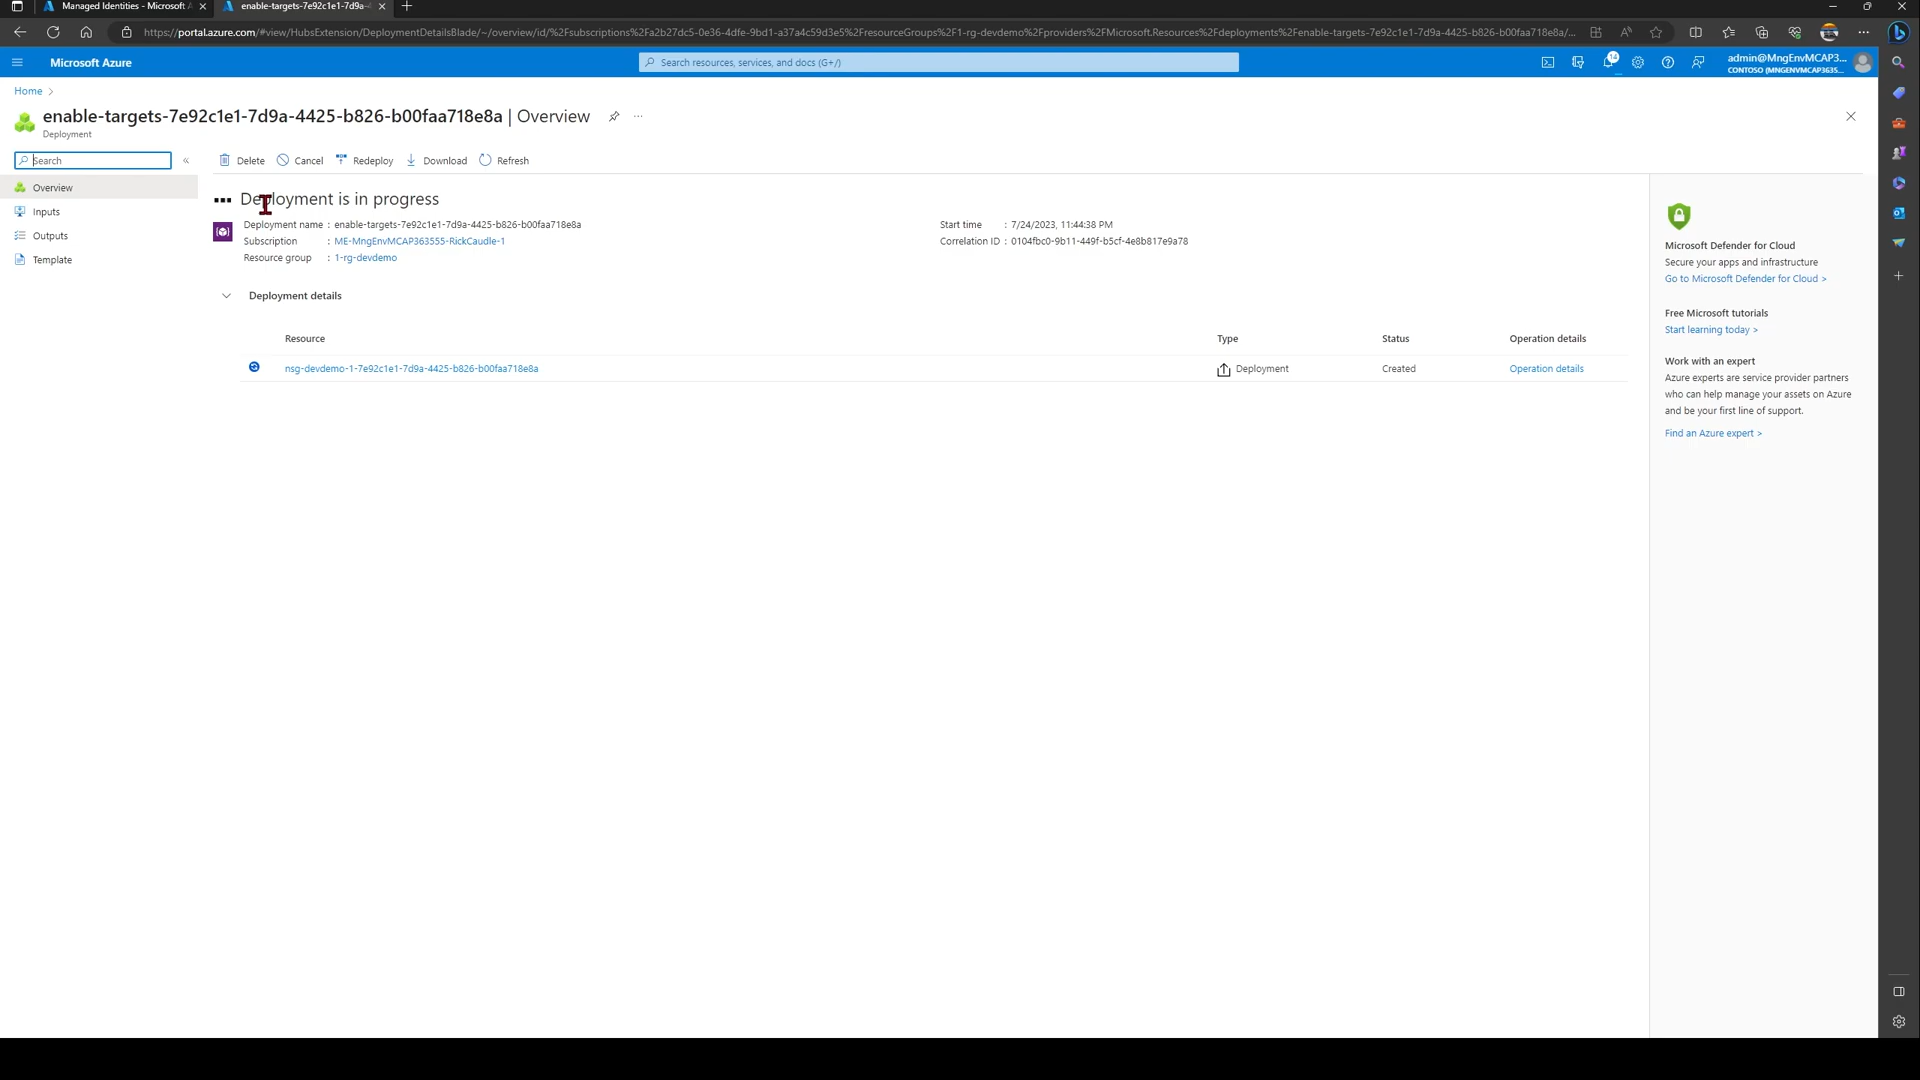 Managed Identities - Microsoft A
enable-targets-7e92c1e1-7d9a-
https://portal.azure.com/#view/HubsExtension/DeploymentDetailsBlade/~/overview/id/%2Fsubscriptions%2Fa2b27dc5-0e36-4dfe-9bd1-a37a4c59d3e5%2FresourceGroups%2F1-rg-devdemo%2Fproviders%2FMicrosoft.Resources%2Fdeployments%2Fenable-targets-7e92c1e1-7d9a-4425-b826-b00faa718e8a/...
Microsoft Azure
Search resources, services, and docs (G+/)
14
admin@MngEnvMCAP3...
CONTOSO (MNGENVMCAP3635...
Home >
enable-targets-7e92c1e1-7d9a-4425-b826-b00faa718e8a | Overview ...
Deployment
Search «
Delete Cancel Redeploy Download Refresh
Overview
Inputs
Outputs
Template
Deployment is in progress
Deployment name : enable-targets-7e92c1e1-7d9a-4425-b826-b00faa718e8a
Subscription : ME-MngEnvMCAP363555-RickCaudle-1
Resource group : 1-rg-devdemo
Start time : 7/24/2023, 11:44:38 PM
Correlation ID : 0104fbc0-9b11-449f-b5cf-4e8b817e9a78
Deployment details
Resource Type Status Operation details
nsg-devdemo-1-7e92c1e1-7d9a-4425-b826-b00faa718e8a Deployment Created Operation details
Microsoft Defender for Cloud
Secure your apps and infrastructure
Go to Microsoft Defender for Cloud >
Free Microsoft tutorials
Start learning today >
Work with an expert
Azure experts are service provider partners
who can help manage your assets on Azure
and be your first line of support.
Find an Azure expert >